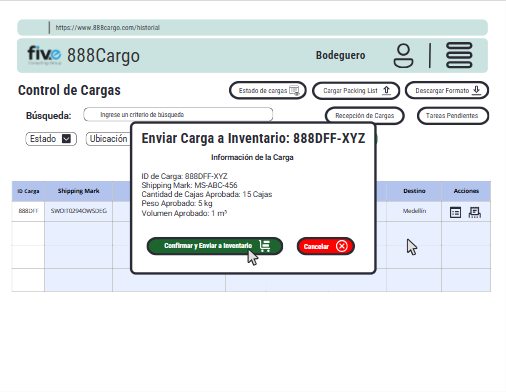 https://www.888cargo.com/historial
five
888Cargo
Bodeguero
Control de Cargas
Estado de cargas
Cargar Packing List
Descargar Formato
Búsqueda:
Ingrese un criterio de búsqueda
Recepción de Cargas
Tareas Pendientes
Estado
Ubicación
Enviar Carga a Inventario: 888DFF-XYZ
Información de la Carga
ID de Carga: 888DFF-XYZ
Shipping Mark: MS-ABC-456
Cantidad de Cajas Aprobada: 15 Cajas
Peso Aprobado: 5 kg
Volumen Aprobado: 1 m³
Confirmar y Enviar a Inventario
Cancelar
ID Carga
Shipping Mark
Destino
Acciones
888DFF
Medellín